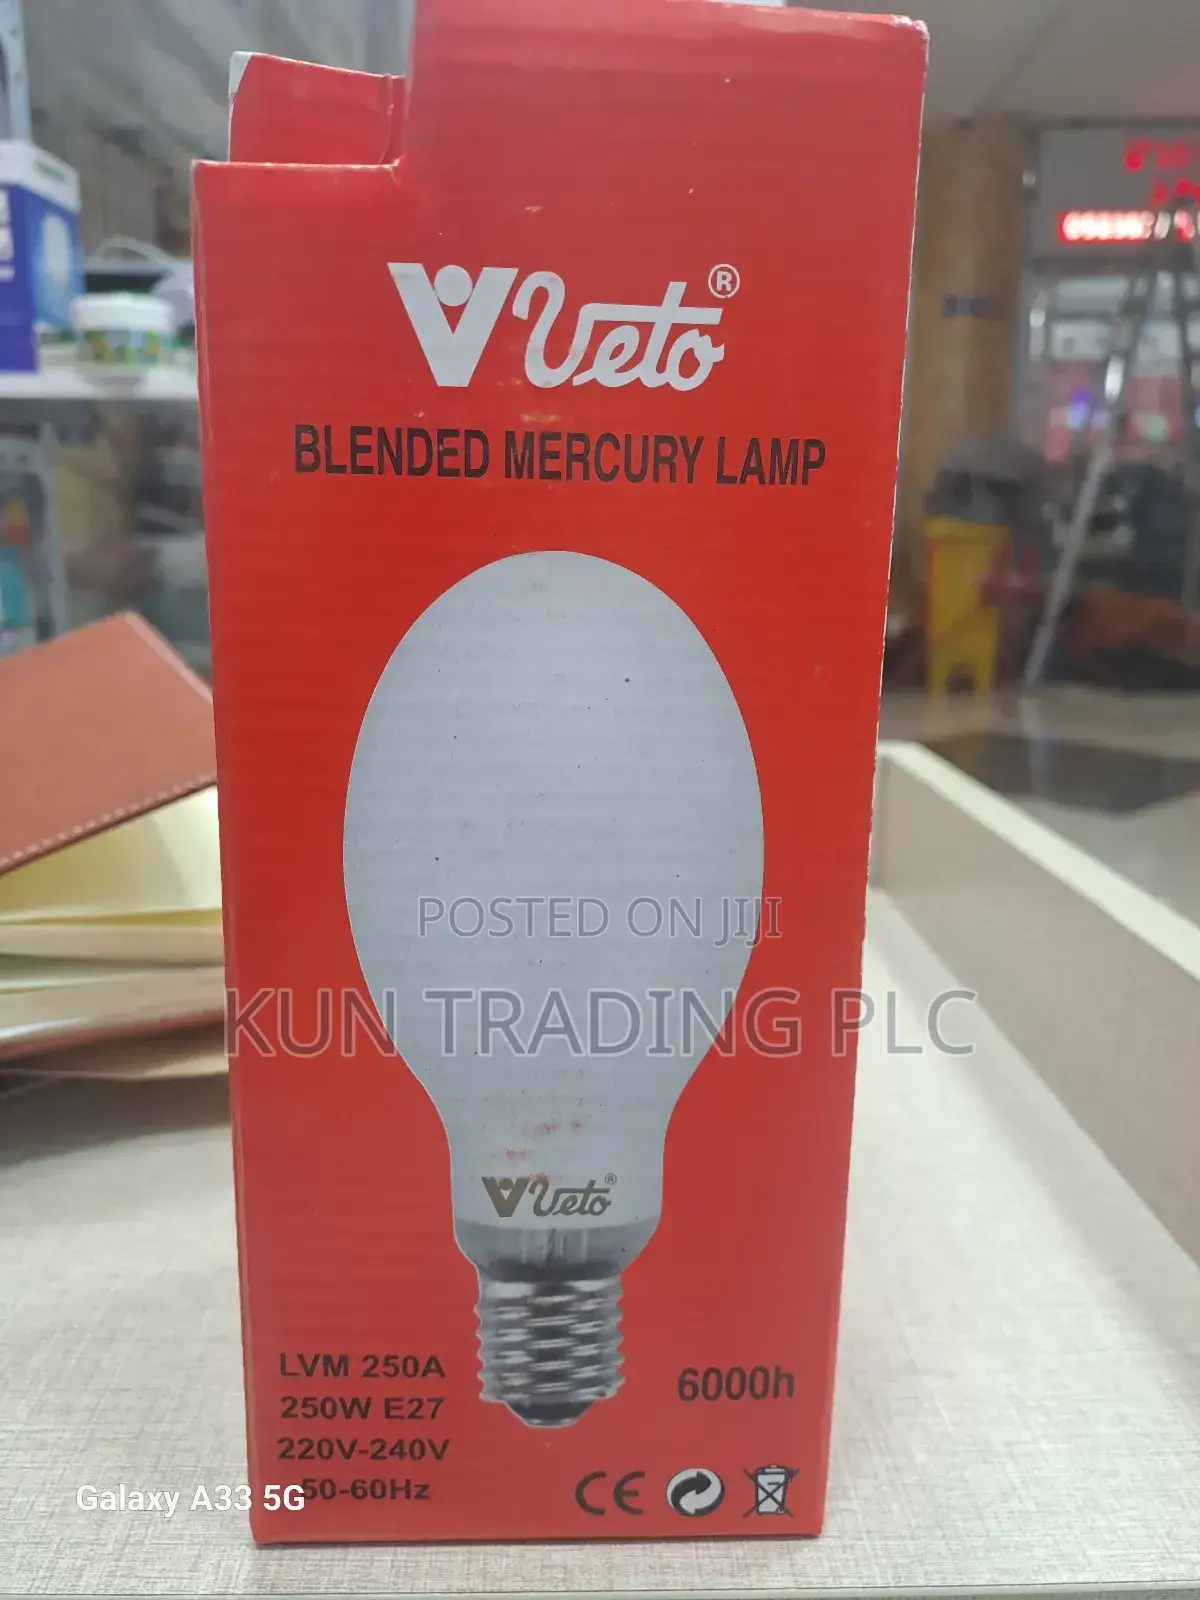 V Veto®
BLENDED MERCURY LAMP
POSTED ON JIJI
KUN TRADING PLC
V Veto®
LVM 250A
250W E27
220V-240V
50-60Hz
6000h
CE
Galaxy A33 5G